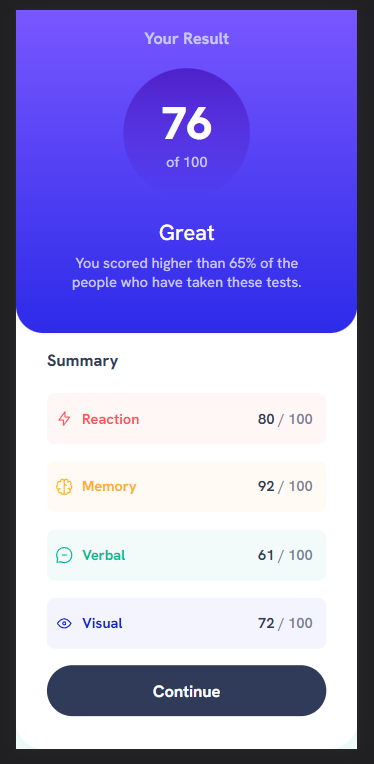 Your Result
76
of 100
Great
You scored higher than 65% of the
people who have taken these tests.
Summary
Reaction 80 / 100
Memory 92 / 100
Verbal 61 / 100
Visual 72 / 100
Continue